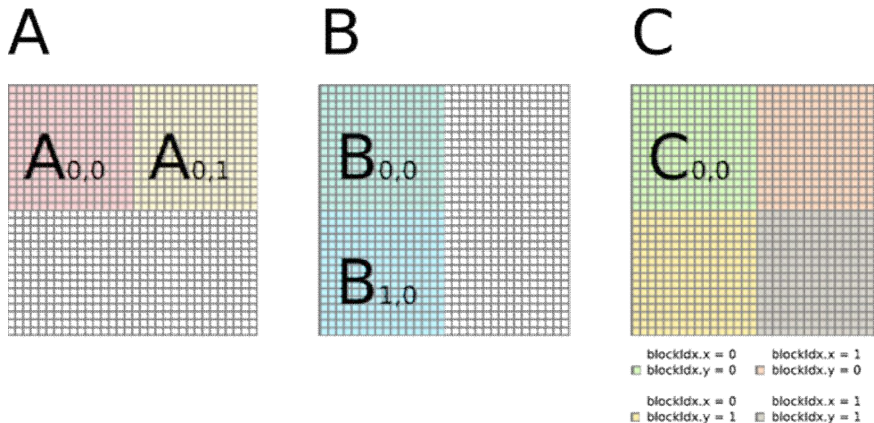 A B C
A0,0 A0,1 B0,0 C0,0
B1,0
blockIdx.x = 0 blockIdx.x = 1
blockIdx.y = 0 blockIdx.y = 0
blockIdx.x = 0 blockIdx.x = 1
blockIdx.y = 1 blockIdx.y = 1